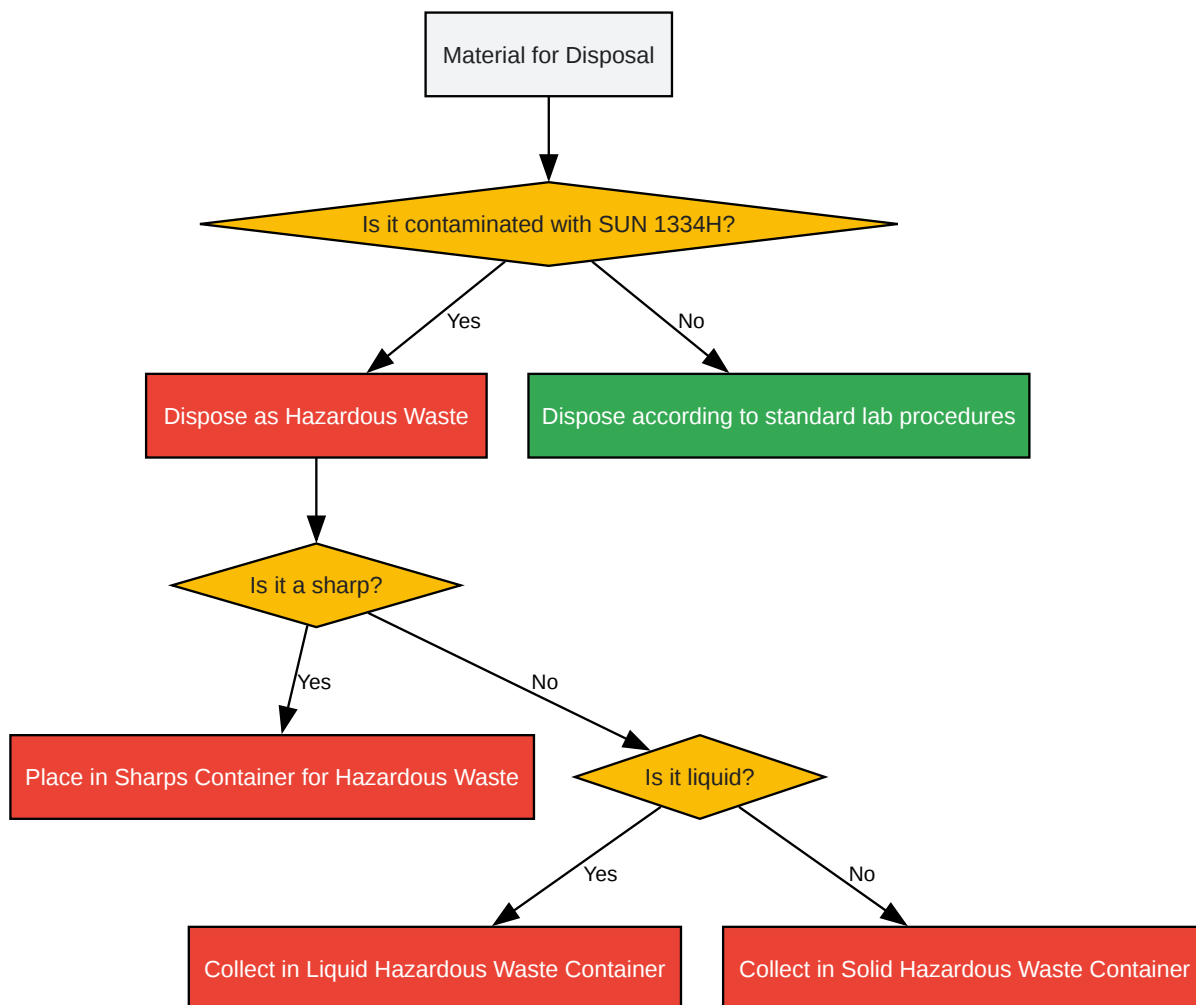 Material for Disposal
Is it contaminated with SUN 1334H?
Yes
No
Dispose as Hazardous Waste
Dispose according to standard lab procedures
Is it a sharp?
Yes
No
Place in Sharps Container for Hazardous Waste
Is it liquid?
Yes
No
Collect in Liquid Hazardous Waste Container
Collect in Solid Hazardous Waste Container